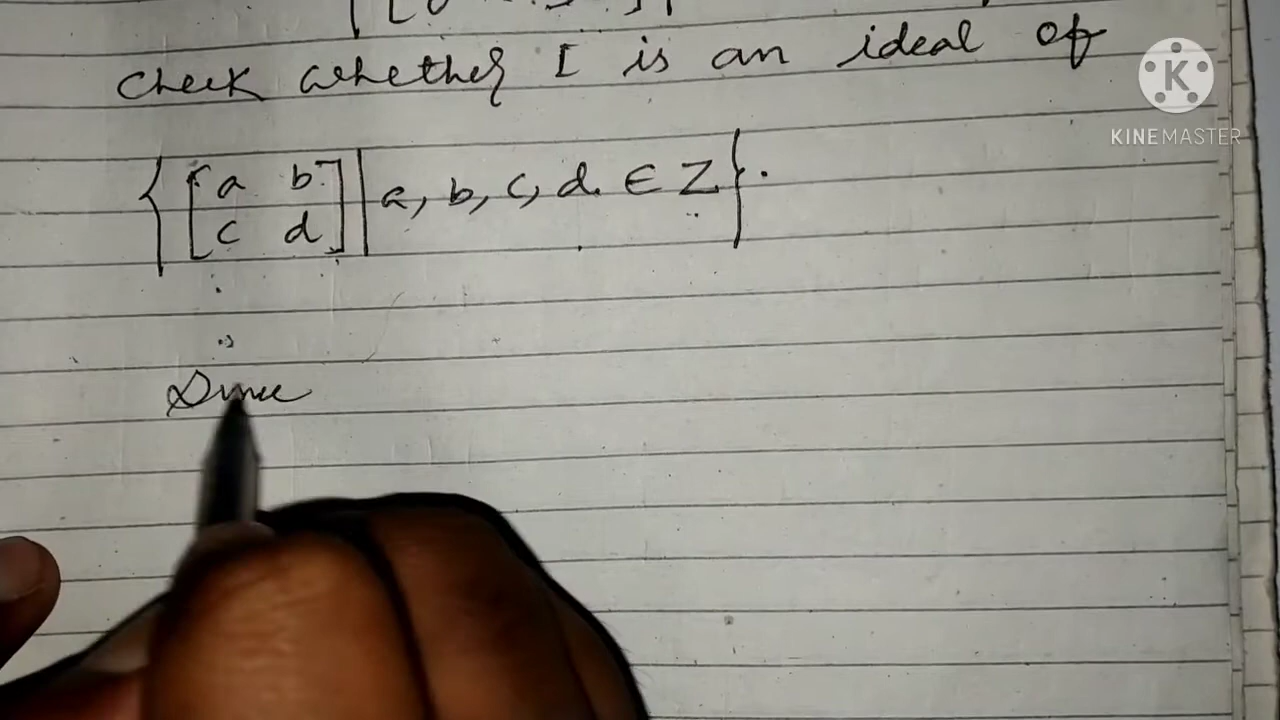 check whether I is an ideal of
K
KINEMASTER
{ [ a b
c d ] | a, b, c, d ∈ Z } .
Since